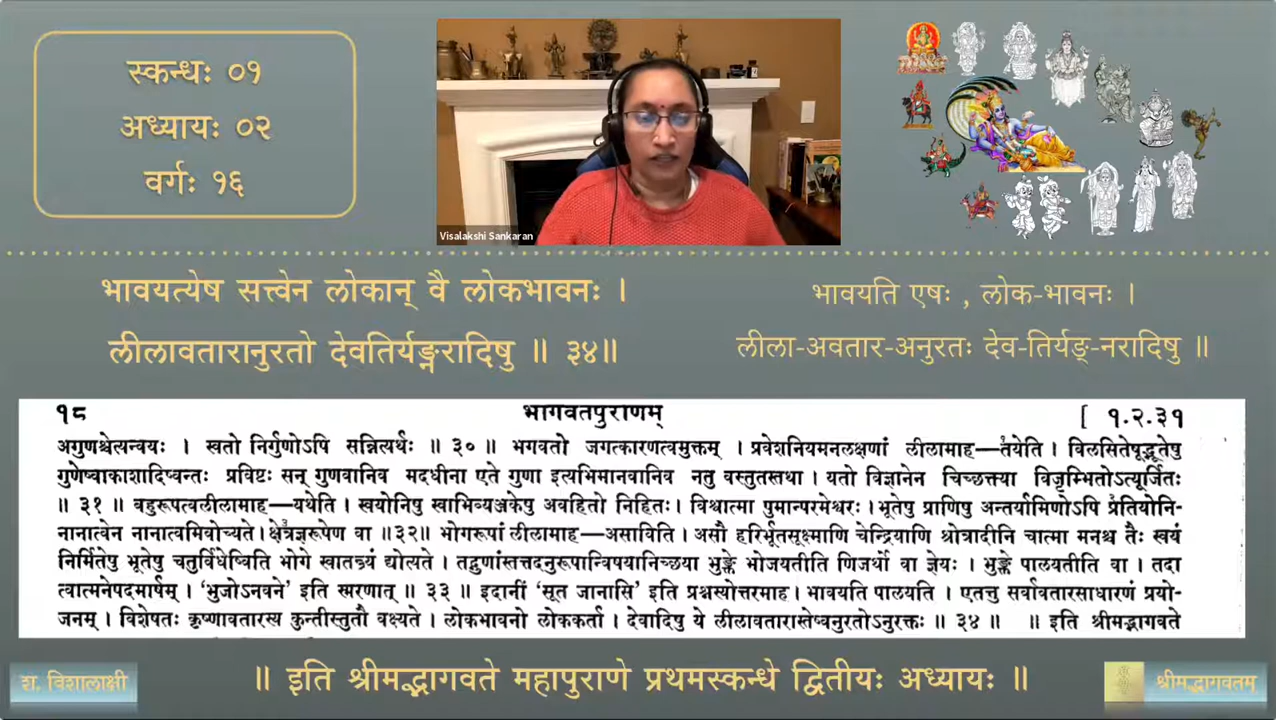 स्कन्धः ०१
अध्यायः ०२
वर्गः १६
Visalakshi Sankaran
भावयत्येष सत्त्वेन लोकान् वै लोकभावनः ।
लीलावतारानुरतो देवतिर्यङ्नरादिषु ॥ ३४॥
भावयति एषः , लोक-भावनः ।
लीला-अवतार-अनुरतः देव-तिर्यङ्-नरादिषु ॥
१८ भागवतपुराणम् [ १.२.३१
अगुणश्चेत्यन्वयः । स्वतो निर्गुणोऽपि सन्नित्यर्थः ॥ ३० ॥ भगवतो जगत्कारणत्वमुक्तम् । प्रवेशनियमनलक्षणां लीलामाह—तयेति । विलसितेषूद्भूतेषु
गुणेष्वाकाशादिष्वन्तः प्रविष्टः सन् गुणवानिव मदधीना एते गुणा इत्यभिमानवानिव नतु वस्तुतस्तथा । यतो विज्ञानेन चिच्छक्त्या विजृम्भितोऽत्यूर्जितः
॥ ३१ ॥ बहुरूपत्वलीलामाह—यथेति । स्वयोनिषु स्वाभिव्यञ्जकेषु अवहितो निहितः । विश्वात्मा पुमान्परमेश्वरः । भूतेषु प्राणिषु अन्तर्यामिणोऽपि प्रतियोनि-
नानात्वेन नानात्वमिवोच्यते । क्षेत्रज्ञरूपेण वा ॥३२॥ भोगरूपां लीलामाह—असाविति । असौ हरिर्भूतसूक्ष्माणि चेन्द्रियाणि श्रोत्रादीनि चात्मा मनश्च तैः स्वयं
निर्मितेषु भूतेषु चतुर्विधेष्विति भोगे स्वातन्त्र्यं द्योत्यते । तद्गुणांस्तत्तदनुरूपान्विषयानिच्छया भुङ्क्ते भोजयतीति णिजर्थो वा ज्ञेयः । भुङ्क्ते पालयतीति वा । तदा
त्वात्मनेपदमार्षम् । ‘भुजोऽनवने’ इति स्मरणात् ॥ ३३ ॥ इदानीं ‘सूत जानासि’ इति प्रश्नस्योत्तरमाह । भावयति पालयति । एतत्तु सर्वावतारसाधारणं प्रयो-
जनम् । विशेषतः कृष्णावतारस्य कुन्तीस्तुतौ वक्ष्यते । लोकभावनो लोककर्ता । देवादिषु ये लीलावतारास्तेष्वनुरतोऽनुरक्तः ॥ ३४ ॥ ॥ इति श्रीमद्भागवते
श. विशालाक्षी
॥ इति श्रीमद्भागवते महापुराणे प्रथमस्कन्धे द्वितीयः अध्यायः ॥
श्रीमद्भागवतम्